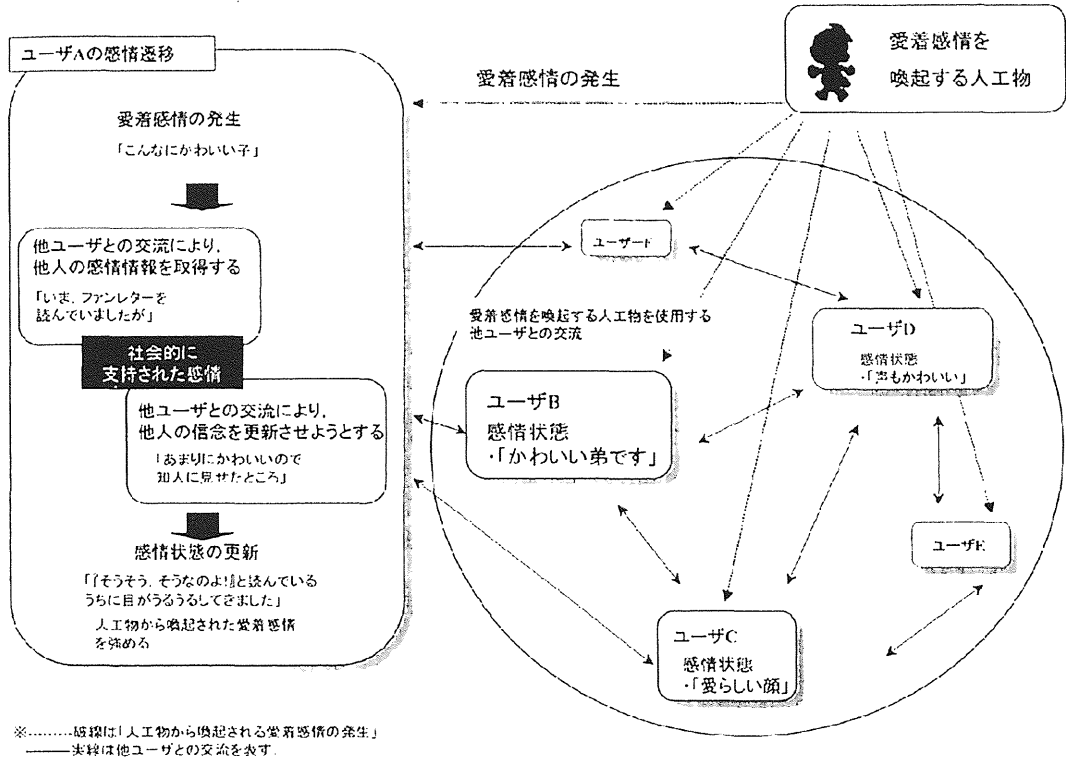 ユーザAの感情遷移
愛着感情の発生
「こんなにかわいい子」
他ユーザとの交流により,
他人の感情情報を取得する
「いま, ファンレターを
読んでいましたが」
社会的に
支持された感情
他ユーザとの交流により,
他人の信念を更新させようとする
「あまりにかわいいので
知人に見せたところ」
感情状態の更新
「『そうそう, そうなのよ!』と読んでいる
うちに目がうるうるしてきました」
人工物から喚起された愛着感情
を強める
愛着感情の発生
愛着感情を
喚起する人工物
ユーザF
愛着感情を喚起する人工物を使用する
他ユーザとの交流
ユーザD
感情状態
・「声もかわいい」
ユーザB
感情状態
・「かわいい弟です」
ユーザE
ユーザC
感情状態
・「愛らしい顔」
※………破線は「人工物から喚起される愛着感情の発生」
―――実線は他ユーザとの交流を表す.